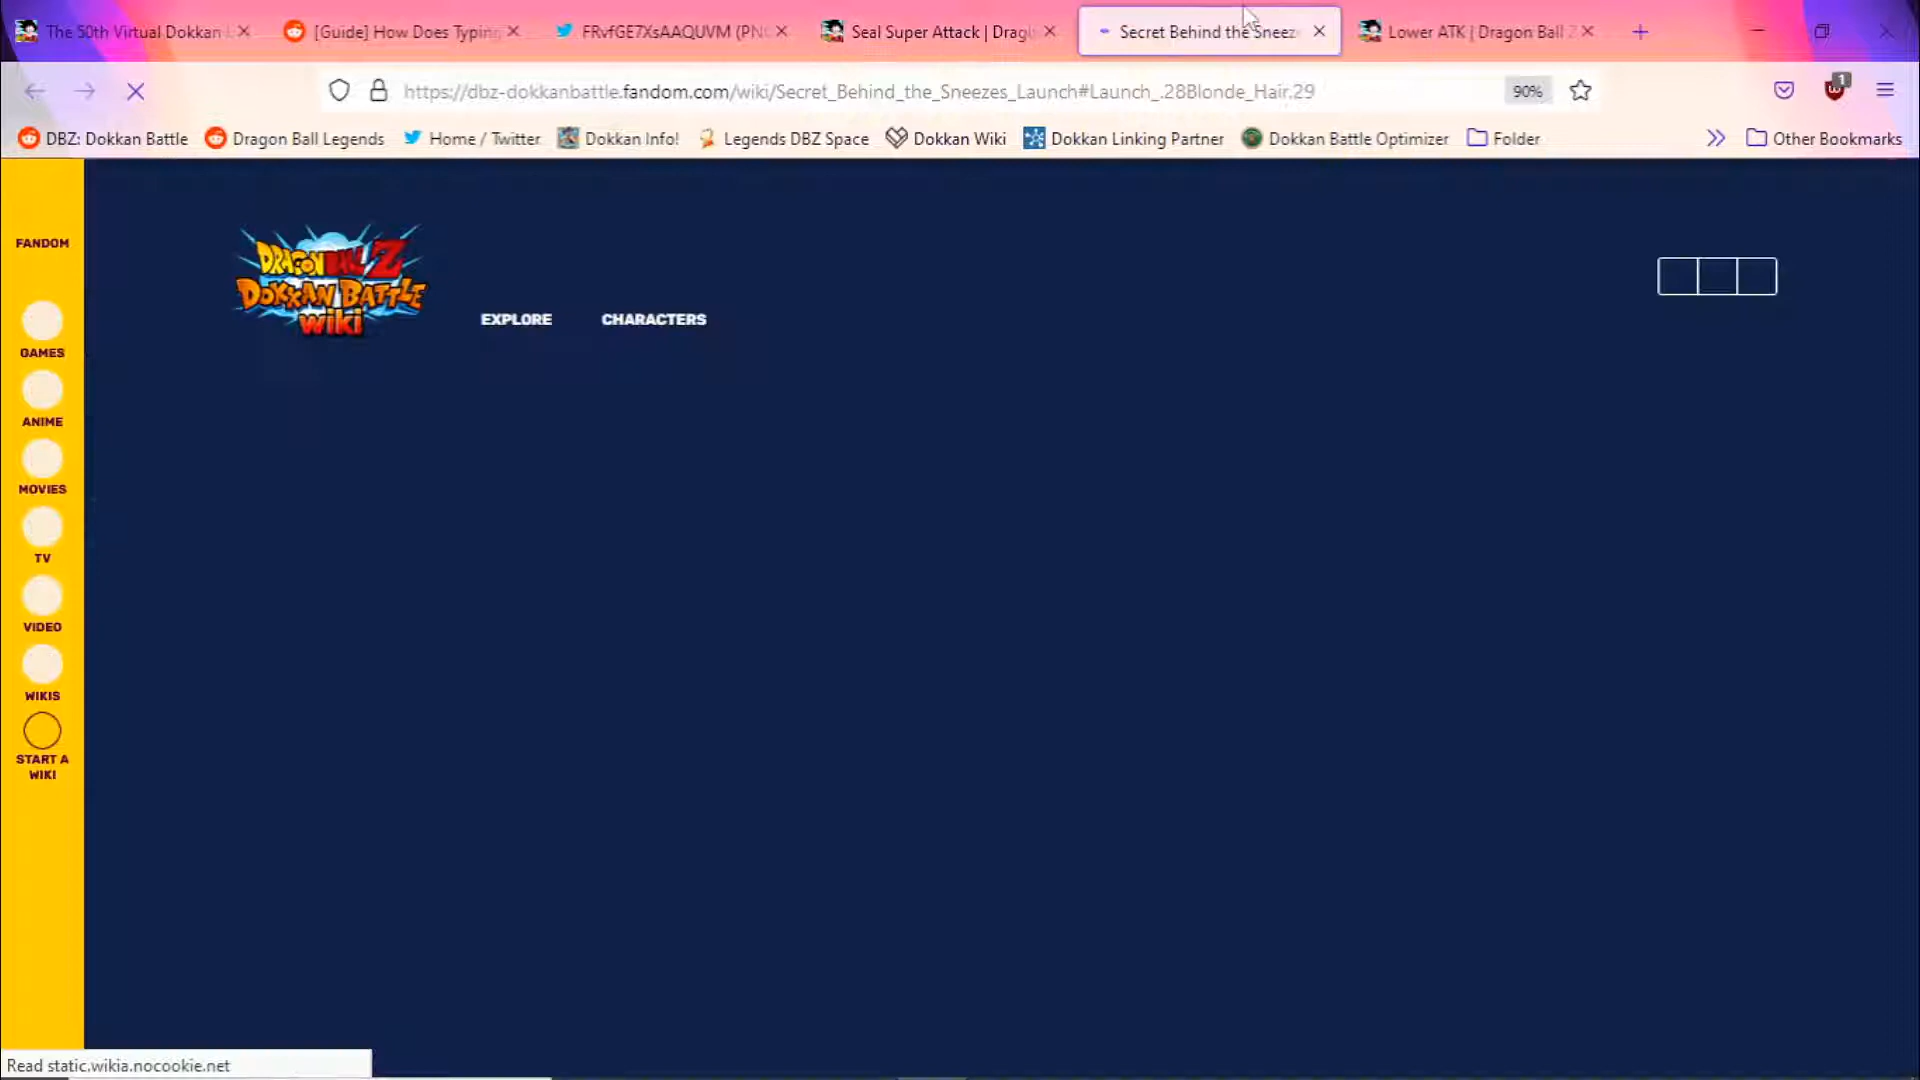 The 50th Virtual Dokkan
[Guide] How Does Typing
FRvfGE7XsAAQUVM (PNG
Seal Super Attack | Drag
Secret Behind the Sneez
Lower ATK | Dragon Ball Z
https://dbz-dokkanbattle.fandom.com/wiki/Secret_Behind_the_Sneezes_Launch#Launch_.28Blonde_Hair.29
90%
1
DBZ: Dokkan Battle
Dragon Ball Legends
Home / Twitter
Dokkan Info!
Legends DBZ Space
Dokkan Wiki
Dokkan Linking Partner
Dokkan Battle Optimizer
Folder
Other Bookmarks
FANDOM
GAMES
ANIME
MOVIES
TV
VIDEO
WIKIS
START A
WIKI
DRAGON BALL Z
DOKKAN BATTLE
wiki
EXPLORE
CHARACTERS
Read static.wikia.nocookie.net